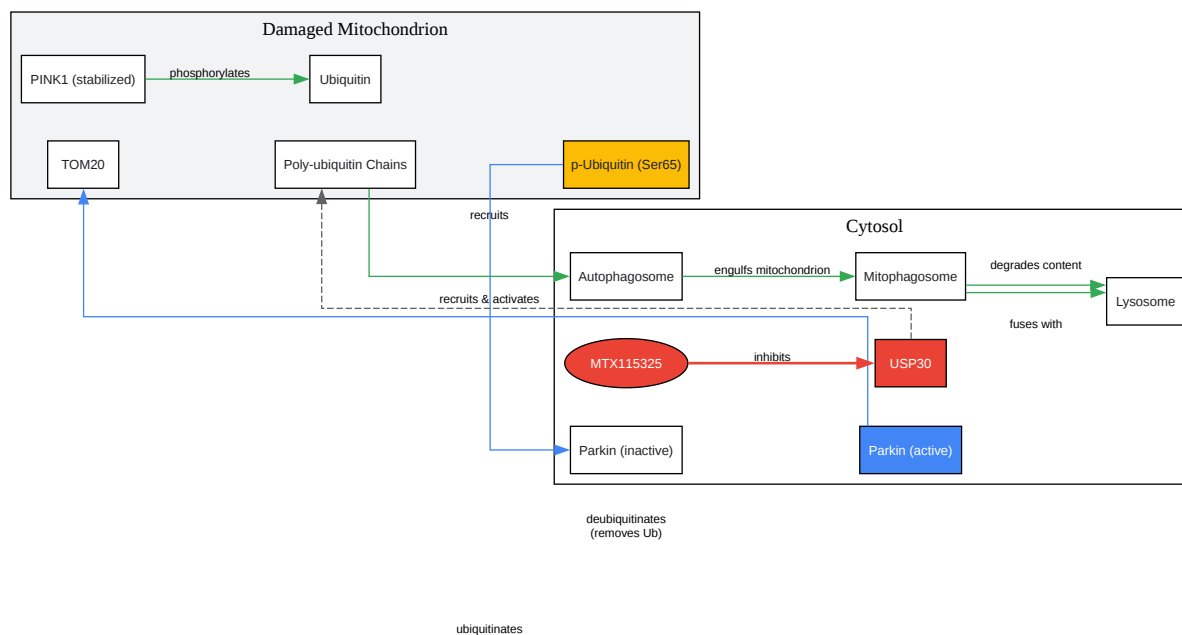 Damaged Mitochondrion
PINK1 (stabilized)
phosphorylates
Ubiquitin
TOM20
Poly-ubiquitin Chains
p-Ubiquitin (Ser65)
recruits
Cytosol
Autophagosome
engulfs mitochondrion
Mitophagosome
degrades content
Lysosome
recruits & activates
fuses with
MTX115325
inhibits
USP30
Parkin (inactive)
Parkin (active)
deubiquitinates
(removes Ub)
ubiquitinates